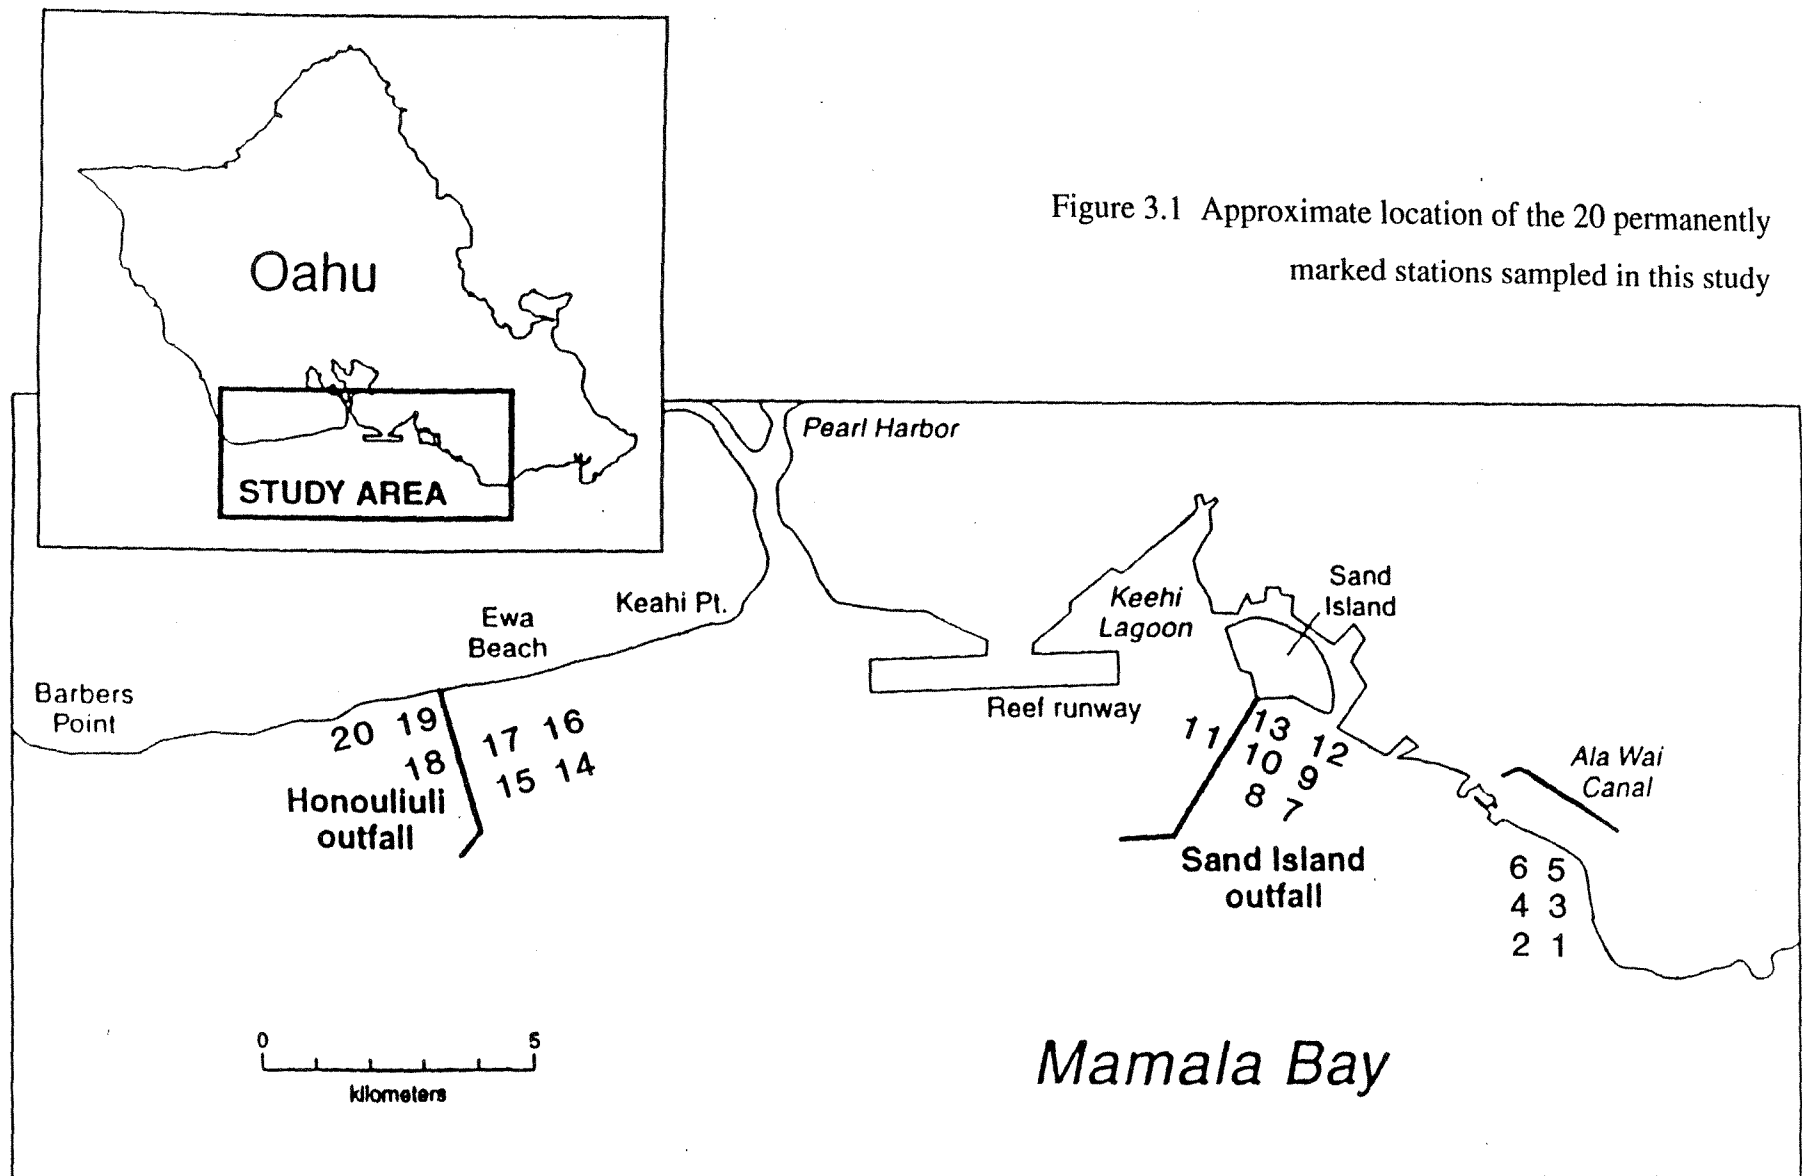 Oahu
STUDY AREA
Figure 3.1 Approximate location of the 20 permanently
marked stations sampled in this study
Pearl Harbor
Keahi Pt.
Ewa
Beach
Barbers
Point
Keehi
Lagoon
Sand
Island
Reef runway
Ala Wai
Canal
20 19
18
17 16
15 14
Honouliuli
outfall
11 13
12
10
9
8
7
Sand Island
outfall
6 5
4 3
2 1
0 5
kilometers
Mamala Bay